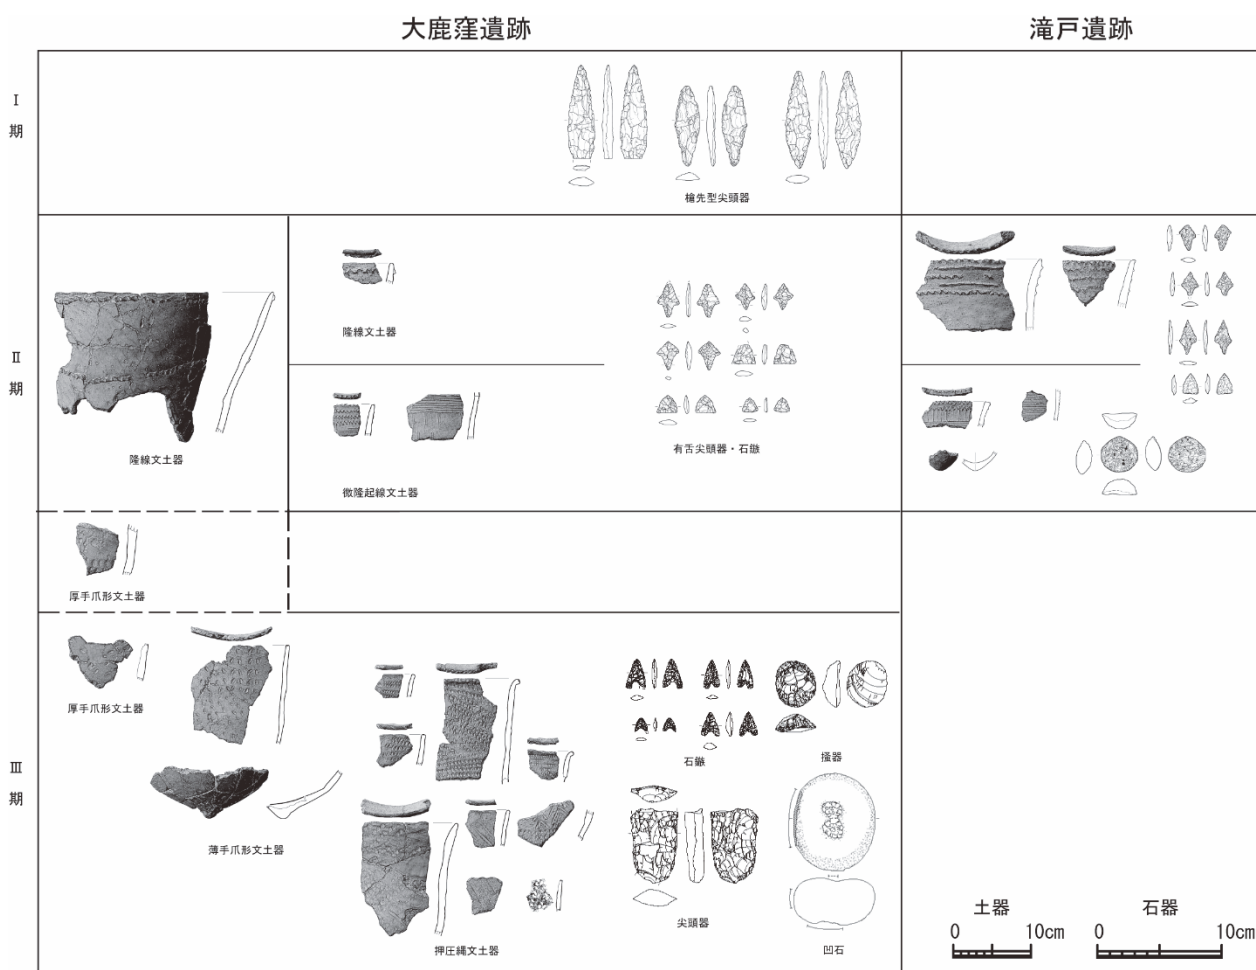 大鹿窪遺跡
滝戸遺跡
Ⅰ
期
槍先型尖頭器
Ⅱ
期
隆線文土器
隆線文土器
微隆起線文土器
有舌尖頭器・石鏃
厚手爪形文土器
Ⅲ
期
厚手爪形文土器
薄手爪形文土器
押圧縄文土器
石鏃
掻器
尖頭器
凹石
土器
0 10cm
石器
0 10cm